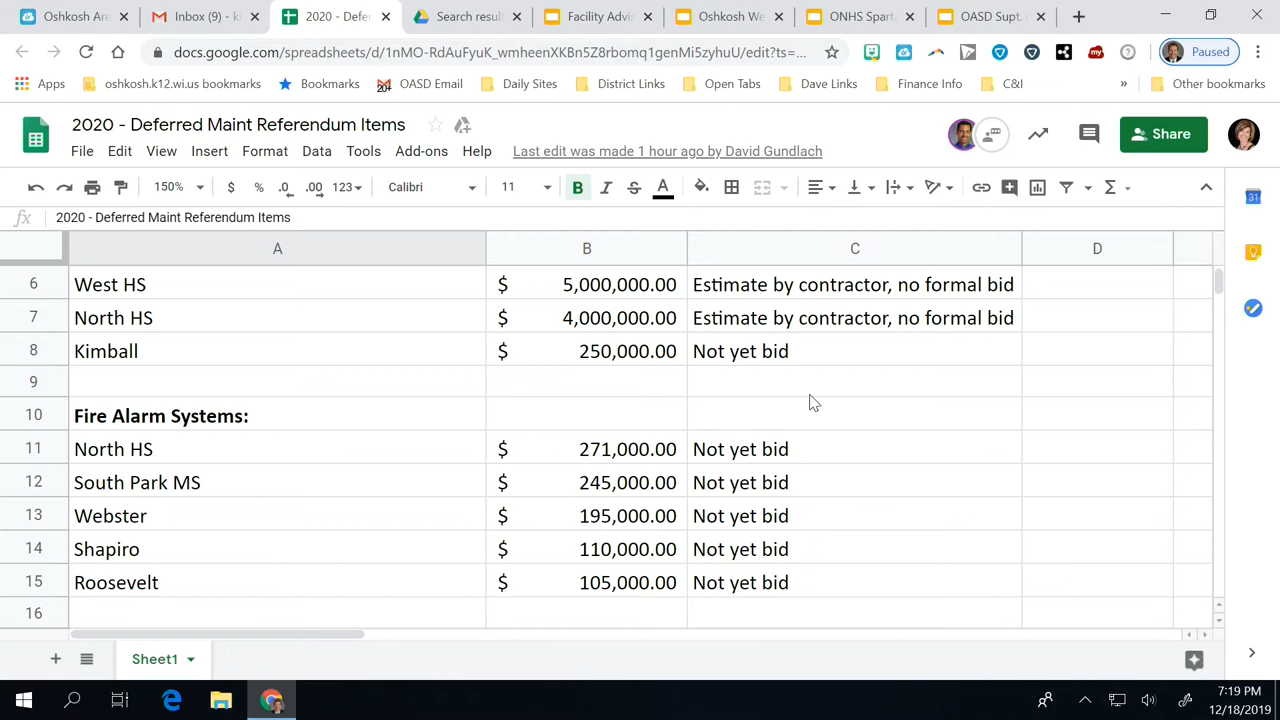 Oshkosh Are
Inbox (9) - k
2020 - Defer
Search resul
Facility Advis
Oshkosh We
ONHS Spart
OASD Supt.
docs.google.com/spreadsheets/d/1nMO-RdAuBuK_wmheenXKBn5Z8rbomq1genMi5zyhuU/edit?ts=...
Paused
Apps
oshkosh.k12.wi.us bookmarks
Bookmarks
OASD Email
Daily Sites
District Links
Open Tabs
Dave Links
Finance Info
C&I
»
Other bookmarks
2020 - Deferred Maint Referendum Items
File Edit View Insert Format Data Tools Add-ons Help Last edit was made 1 hour ago by David Gundlach
Share
150% $ % .0 .00 123 Calibri 11 B I S A
31
fx 2020 - Deferred Maint Referendum Items
A B C D
6 West HS $ 5,000,000.00 Estimate by contractor, no formal bid
7 North HS $ 4,000,000.00 Estimate by contractor, no formal bid
8 Kimball $ 250,000.00 Not yet bid
9
10 Fire Alarm Systems:
11 North HS $ 271,000.00 Not yet bid
12 South Park MS $ 245,000.00 Not yet bid
13 Webster $ 195,000.00 Not yet bid
14 Shapiro $ 110,000.00 Not yet bid
15 Roosevelt $ 105,000.00 Not yet bid
16
Sheet1
7:19 PM
12/18/2019